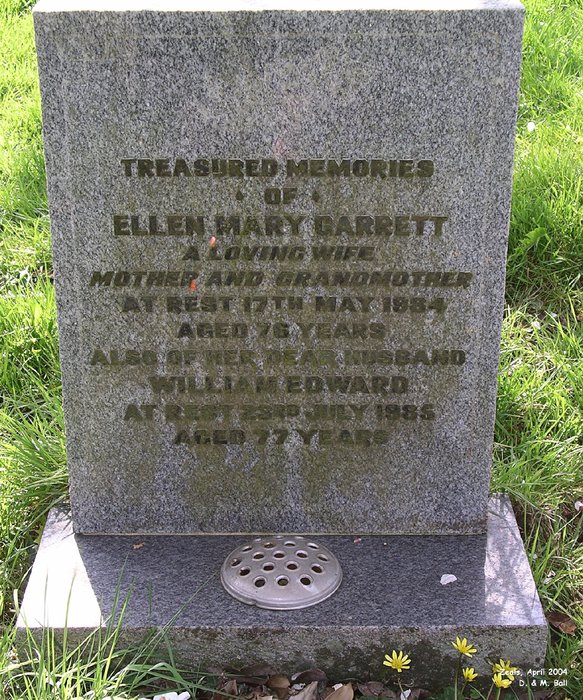 TREASURED MEMORIES
OF
ELLEN MARY GARRETT
A LOVING WIFE
MOTHER AND GRANDMOTHER
AT REST 17TH MAY 1984
AGED 76 YEARS
ALSO OF HER DEAR HUSBAND
WILLIAM EDWARD
AT REST 23RD JULY 1985
AGED 77 YEARS
Zeals, April 2004
D. & M. Ball